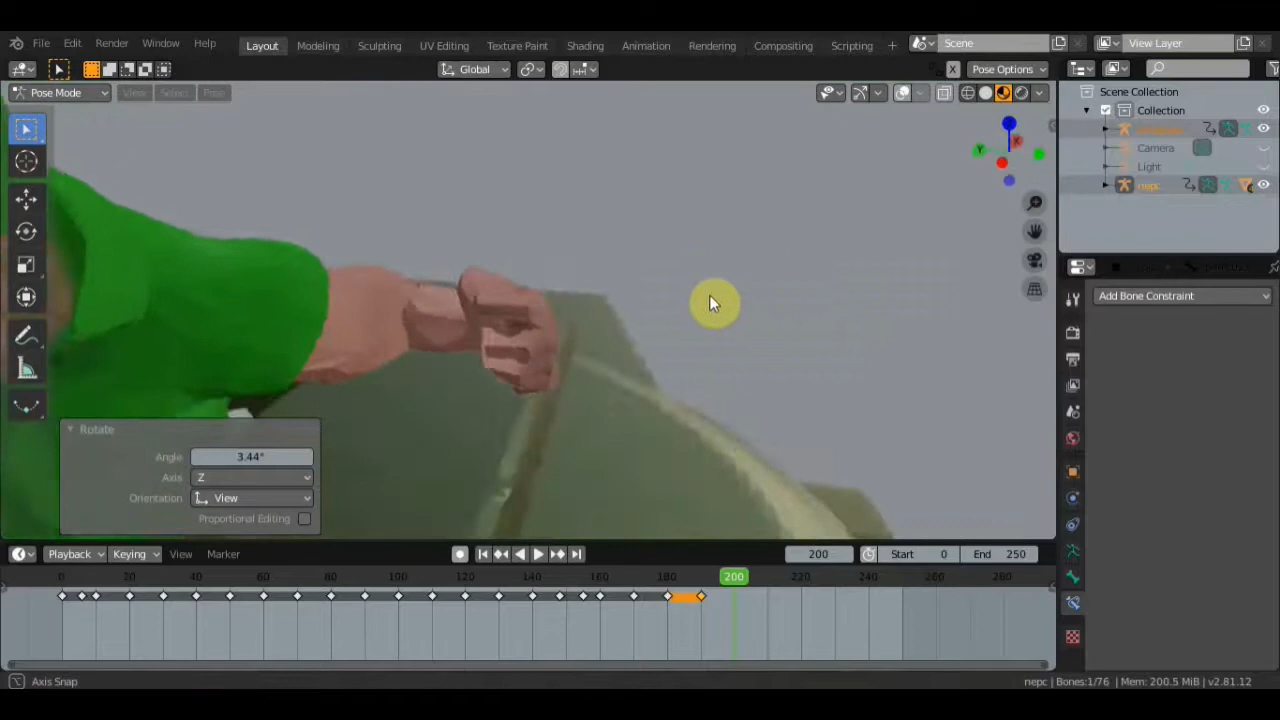 File Edit Render Window Help Layout Modeling Sculpting UV Editing Texture Paint Shading Animation Rendering Compositing Scripting + Scene View Layer
Global X Pose Options
Pose Mode View Select Pose
Scene Collection
Collection
Camera
Light
nepc
Add Bone Constraint
X
Y
Rotate
Angle 3.44°
Axis Z
Orientation View
Proportional Editing
Playback Keying View Marker 200 Start 0 End 250
0 20 40 60 80 100 120 140 160 180 200 220 240 260 280
Axis Snap nepc | Bones:1/76 | Mem: 200.5 MiB | v2.81.12